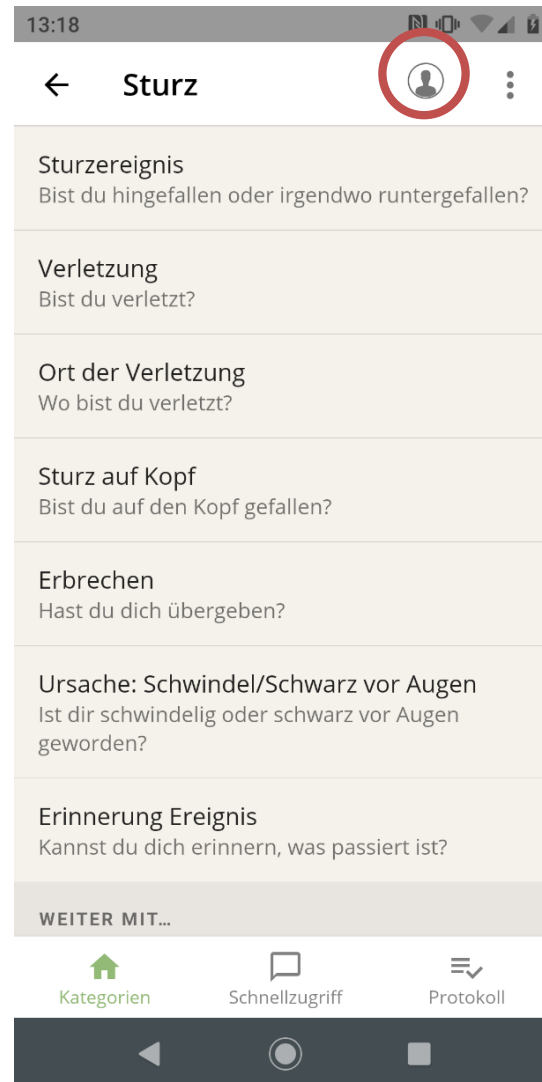 13:18
Sturz
Sturzereignis
Bist du hingefallen oder irgendwo runtergefallen?
Verletzung
Bist du verletzt?
Ort der Verletzung
Wo bist du verletzt?
Sturz auf Kopf
Bist du auf den Kopf gefallen?
Erbrechen
Hast du dich übergeben?
Ursache: Schwindel/Schwarz vor Augen
Ist dir schwindelig oder schwarz vor Augen
geworden?
Erinnerung Ereignis
Kannst du dich erinnern, was passiert ist?
WEITER MIT…
Kategorien Schnellzugriff Protokoll